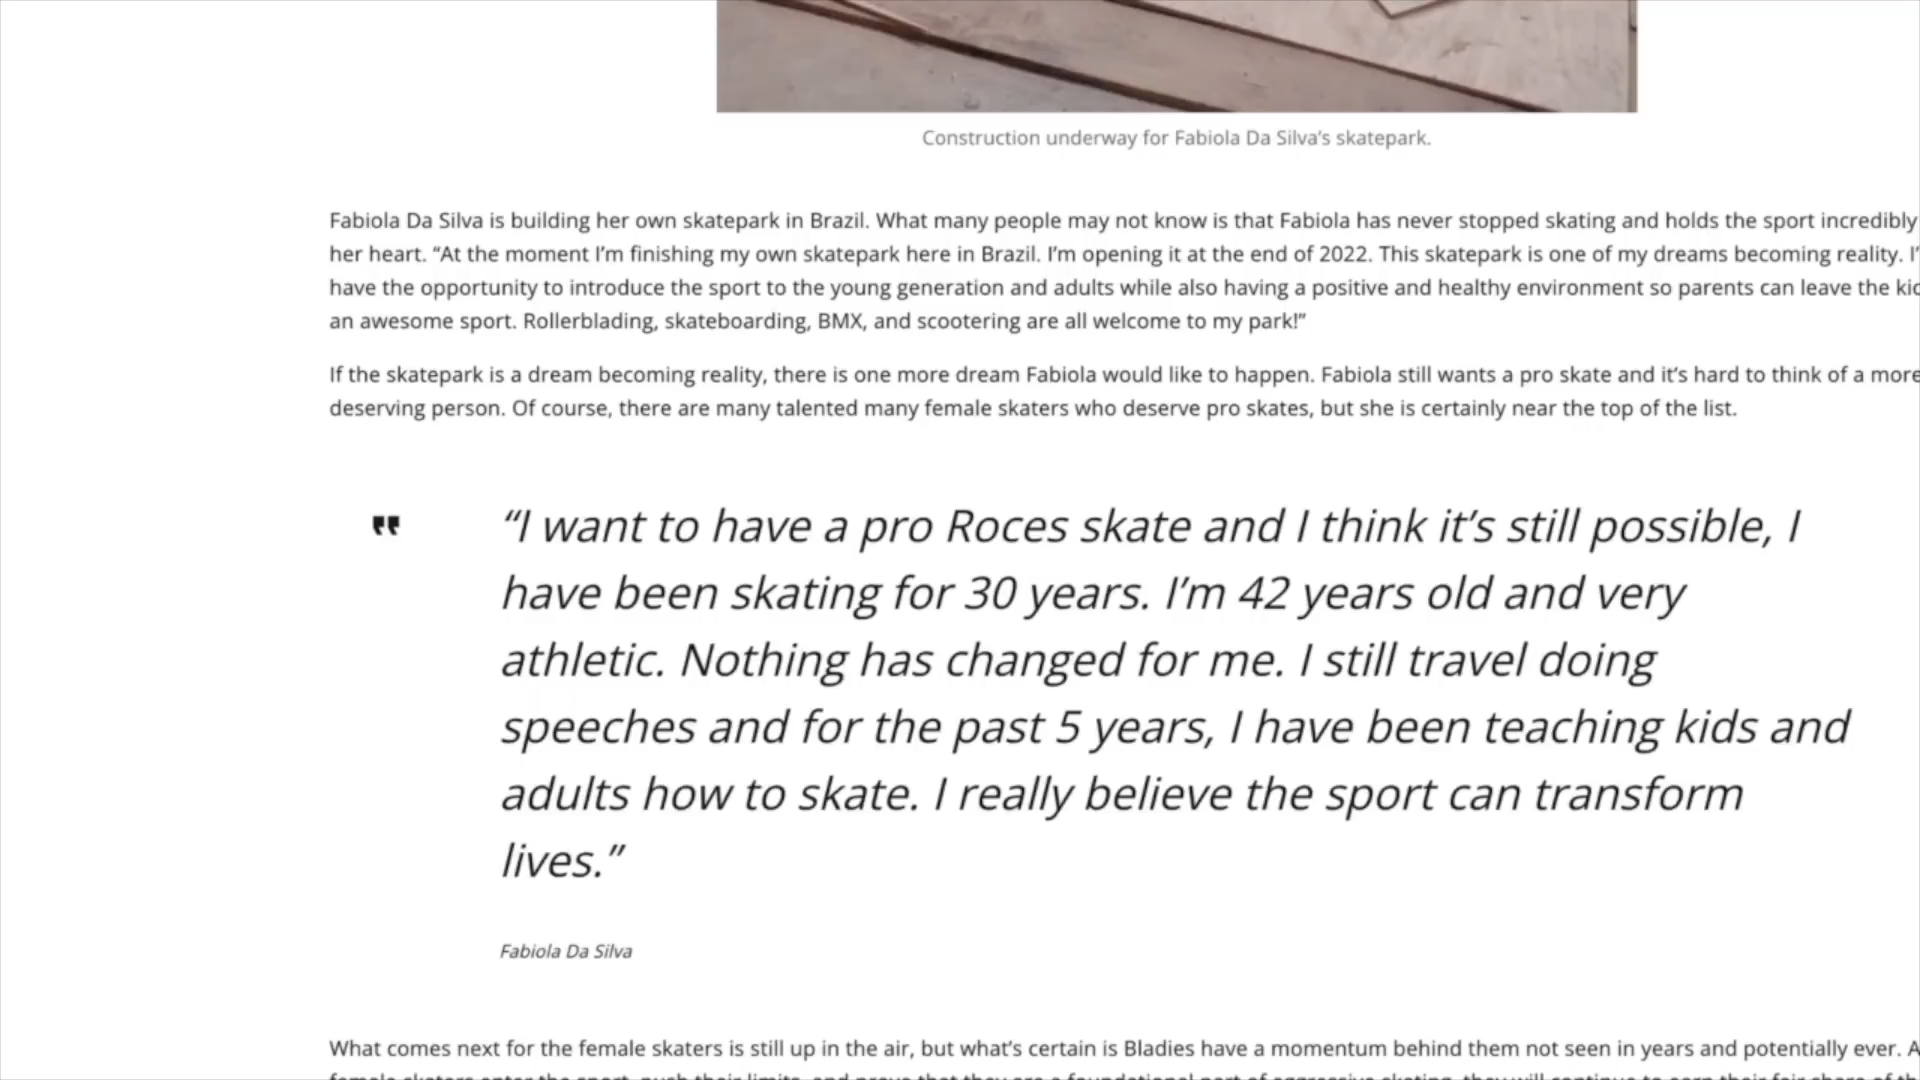 Construction underway for Fabiola Da Silva’s skatepark.
Fabiola Da Silva is building her own skatepark in Brazil. What many people may not know is that Fabiola has never stopped skating and holds the sport incredibly
her heart. “At the moment I’m finishing my own skatepark here in Brazil. I’m opening it at the end of 2022. This skatepark is one of my dreams becoming reality. I’
have the opportunity to introduce the sport to the young generation and adults while also having a positive and healthy environment so parents can leave the
an awesome sport. Rollerblading, skateboarding, BMX, and scootering are all welcome to my park!”
If the skatepark is a dream becoming reality, there is one more dream Fabiola would like to happen. Fabiola still wants a pro skate and it’s hard to think of a more
deserving person. Of course, there are many talented many female skaters who deserve pro skates, but she is certainly near the top of the list.
“I want to have a pro Roces skate and I think it’s still possible, I
have been skating for 30 years. I’m 42 years old and very
athletic. Nothing has changed for me. I still travel doing
speeches and for the past 5 years, I have been teaching kids and
adults how to skate. I really believe the sport can transform
lives.”
Fabiola Da Silva
What comes next for the female skaters is still up in the air, but what’s certain is Bladies have a momentum behind them not seen in years and potentially ever. A